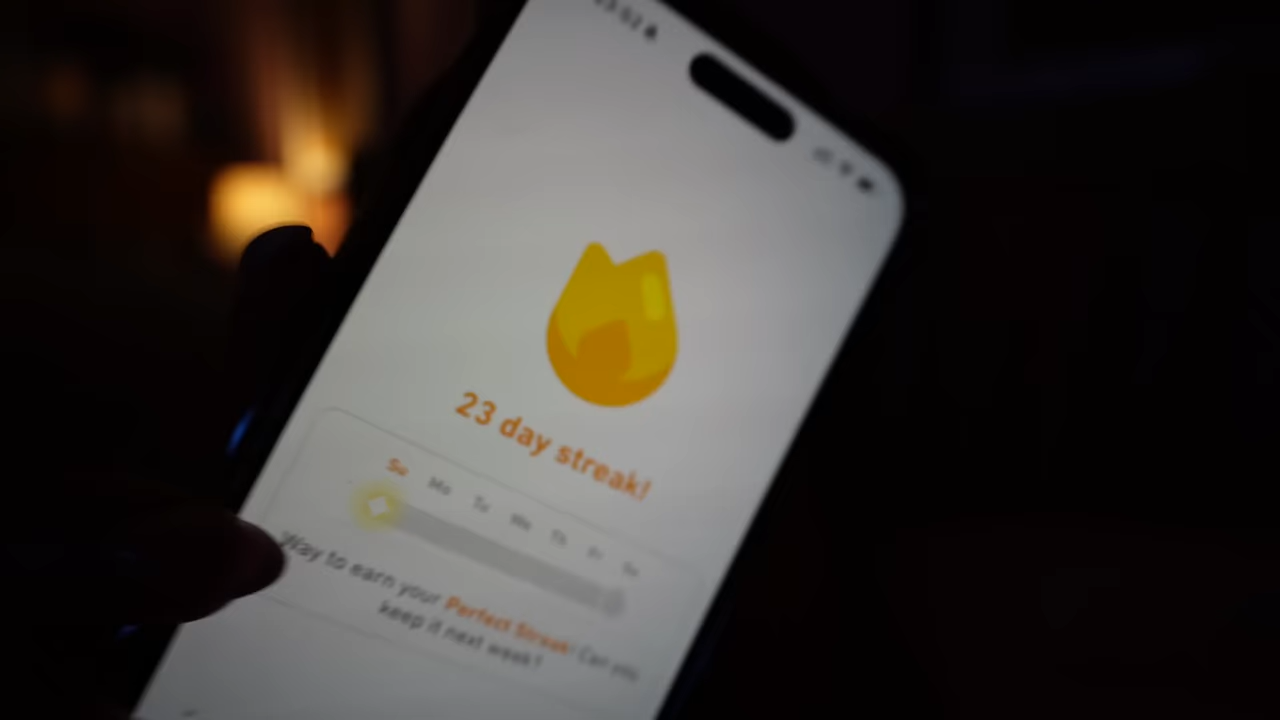 23 day streak!
Su Mo Tu We Th Fr Sa
Way to earn your Perfect Streak! Can you
keep it next week?